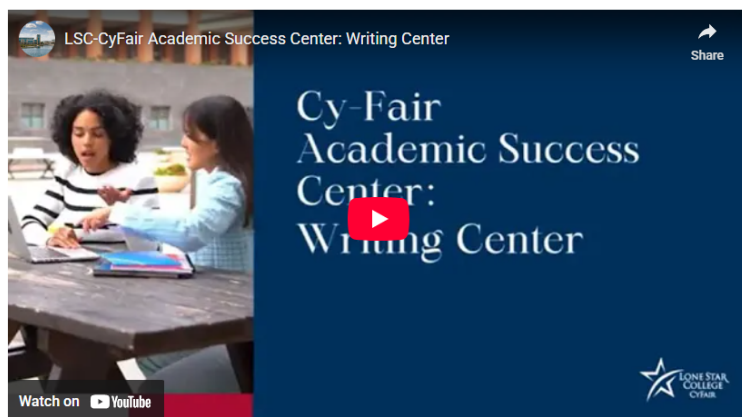 LSC-CyFair Academic Success Center: Writing Center
Share
Cy-Fair
Academic Success
Center:
Writing Center
Watch on YouTube
LONE STAR
COLLEGE
CYFAIR